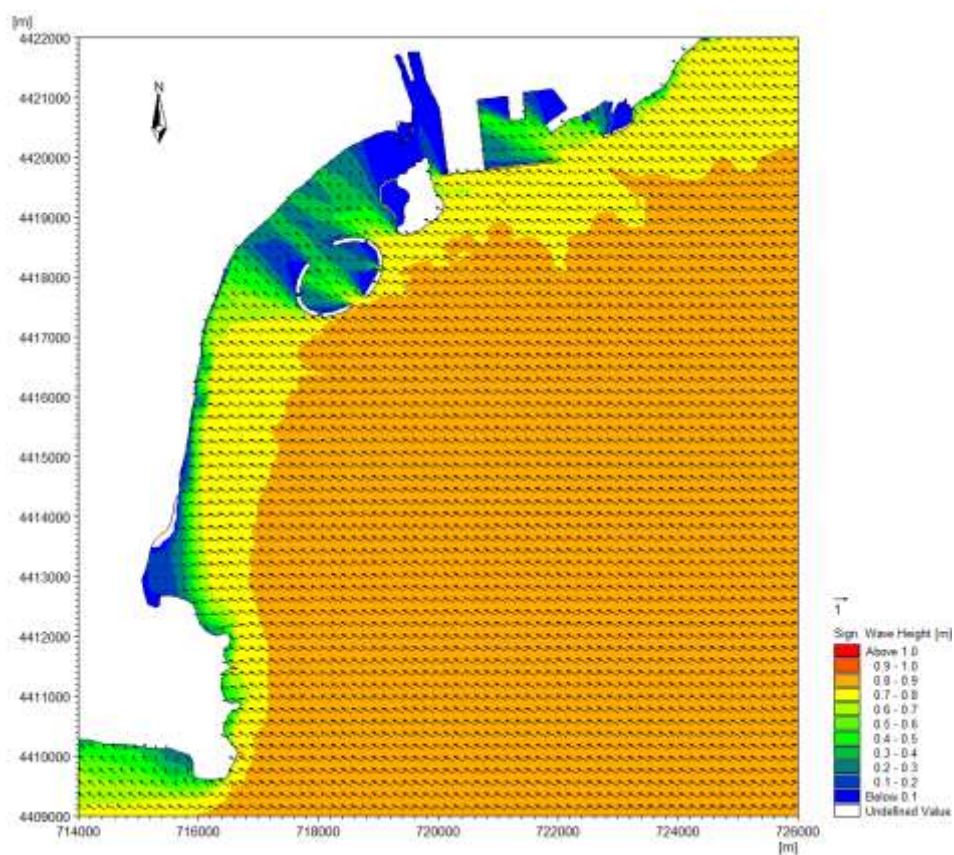 [m]
4422000
4421000
N
4420000
4419000
4418000
4417000
4416000
4415000
4414000
4413000
4412000
4411000
4410000
4409000
714000 716000 718000 720000 722000 724000 726000
[m]
1
Sign. Wave Height [m]
Above 1.0
0.9 - 1.0
0.8 - 0.9
0.7 - 0.8
0.6 - 0.7
0.5 - 0.6
0.4 - 0.5
0.3 - 0.4
0.2 - 0.3
0.1 - 0.2
Below 0.1
Undefined Value